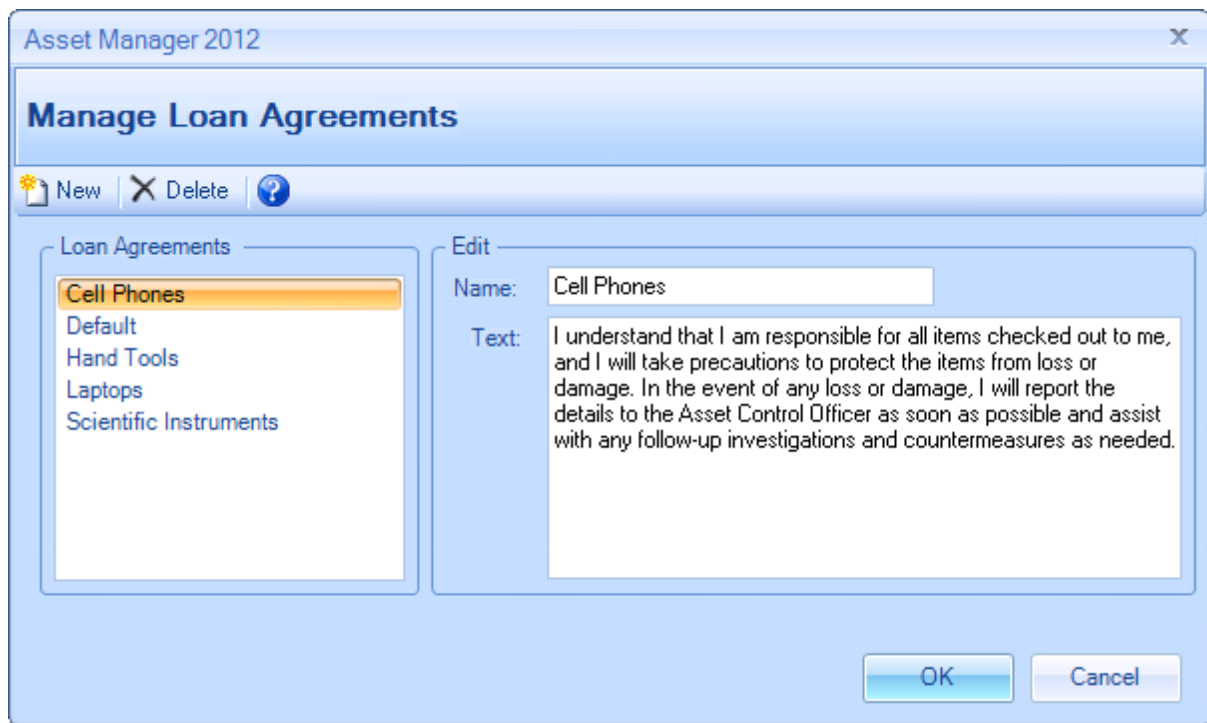 Asset Manager 2012
Manage Loan Agreements
New Delete
Loan Agreements
Cell Phones
Default
Hand Tools
Laptops
Scientific Instruments
Edit
Name: Cell Phones
Text: I understand that I am responsible for all items checked out to me,
and I will take precautions to protect the items from loss or
damage. In the event of any loss or damage, I will report the
details to the Asset Control Officer as soon as possible and assist
with any follow-up investigations and countermeasures as needed.
OK Cancel